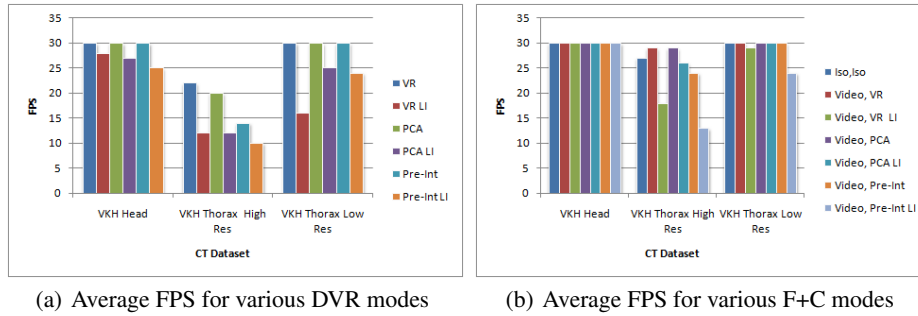 35
30
25
20
15
10
5
0
FPS
VKH Head
VKH Thorax High Res
VKH Thorax Low Res
CT Dataset
VR
VR LI
PCA
PCA LI
Pre-Int
Pre-Int LI
(a) Average FPS for various DVR modes
35
30
25
20
15
10
5
0
FPS
VKH Head
VKH Thorax High Res
VKH Thorax Low Res
CT Dataset
Iso,Iso
Video, VR
Video, VR LI
Video, PCA
Video, PCA LI
Video, Pre-Int
Video, Pre-Int LI
(b) Average FPS for various F+C modes